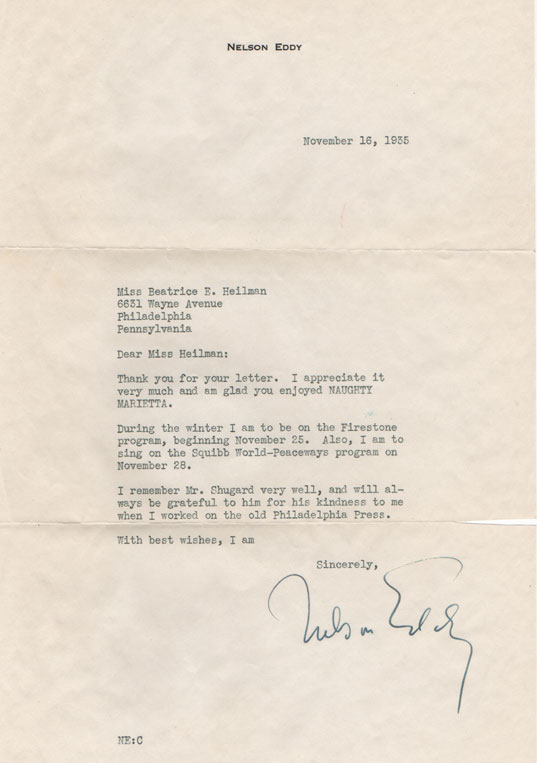 NELSON EDDY
November 16, 1935
Miss Beatrice E. Heilman
6631 Wayne Avenue
Philadelphia
Pennsylvania
Dear Miss Heilman:
Thank you for your letter. I appreciate it
very much and am glad you enjoyed NAUGHTY
MARIETTA.
During the winter I am to be on the Firestone
program, beginning November 25. Also, I am to
sing on the Squibb World-Peaceways program on
November 28.
I remember Mr. Shugard very well, and will al-
ways be grateful to him for his kindness to me
when I worked on the old Philadelphia Press.
With best wishes, I am
Sincerely,
Nelson Eddy
NE:C